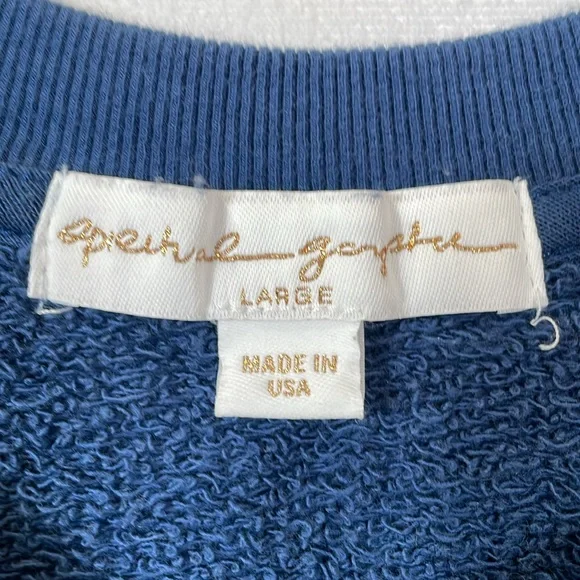 spiritual gangster
LARGE
MADE IN
USA